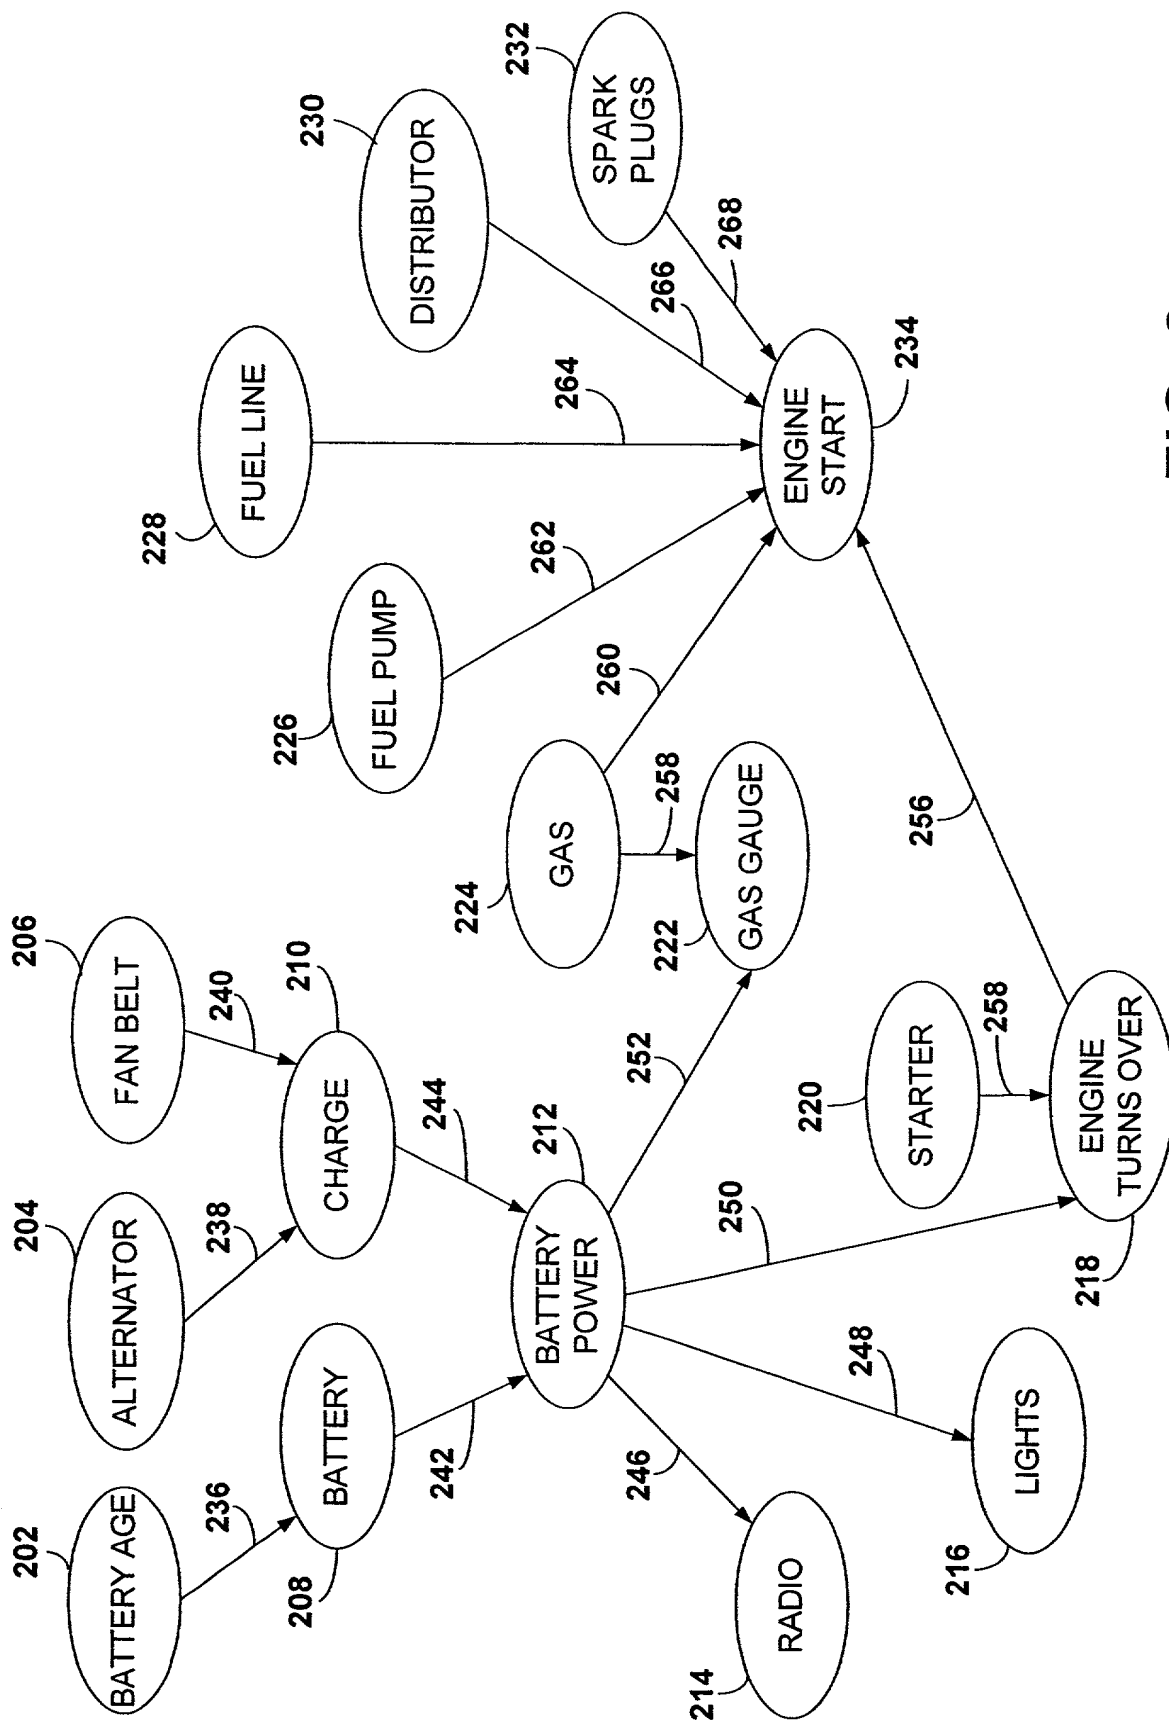 202
BATTERY AGE
204
ALTERNATOR
206
FAN BELT
236
238
240
208
BATTERY
CHARGE
210
242
244
BATTERY
POWER
212
228
FUEL LINE
230
DISTRIBUTOR
226
FUEL PUMP
232
SPARK
PLUGS
224
GAS
262
264
266
268
260
258
246
252
214
RADIO
222
GAS GAUGE
ENGINE
START
234
248
250
220
STARTER
256
216
LIGHTS
258
218
ENGINE
TURNS OVER